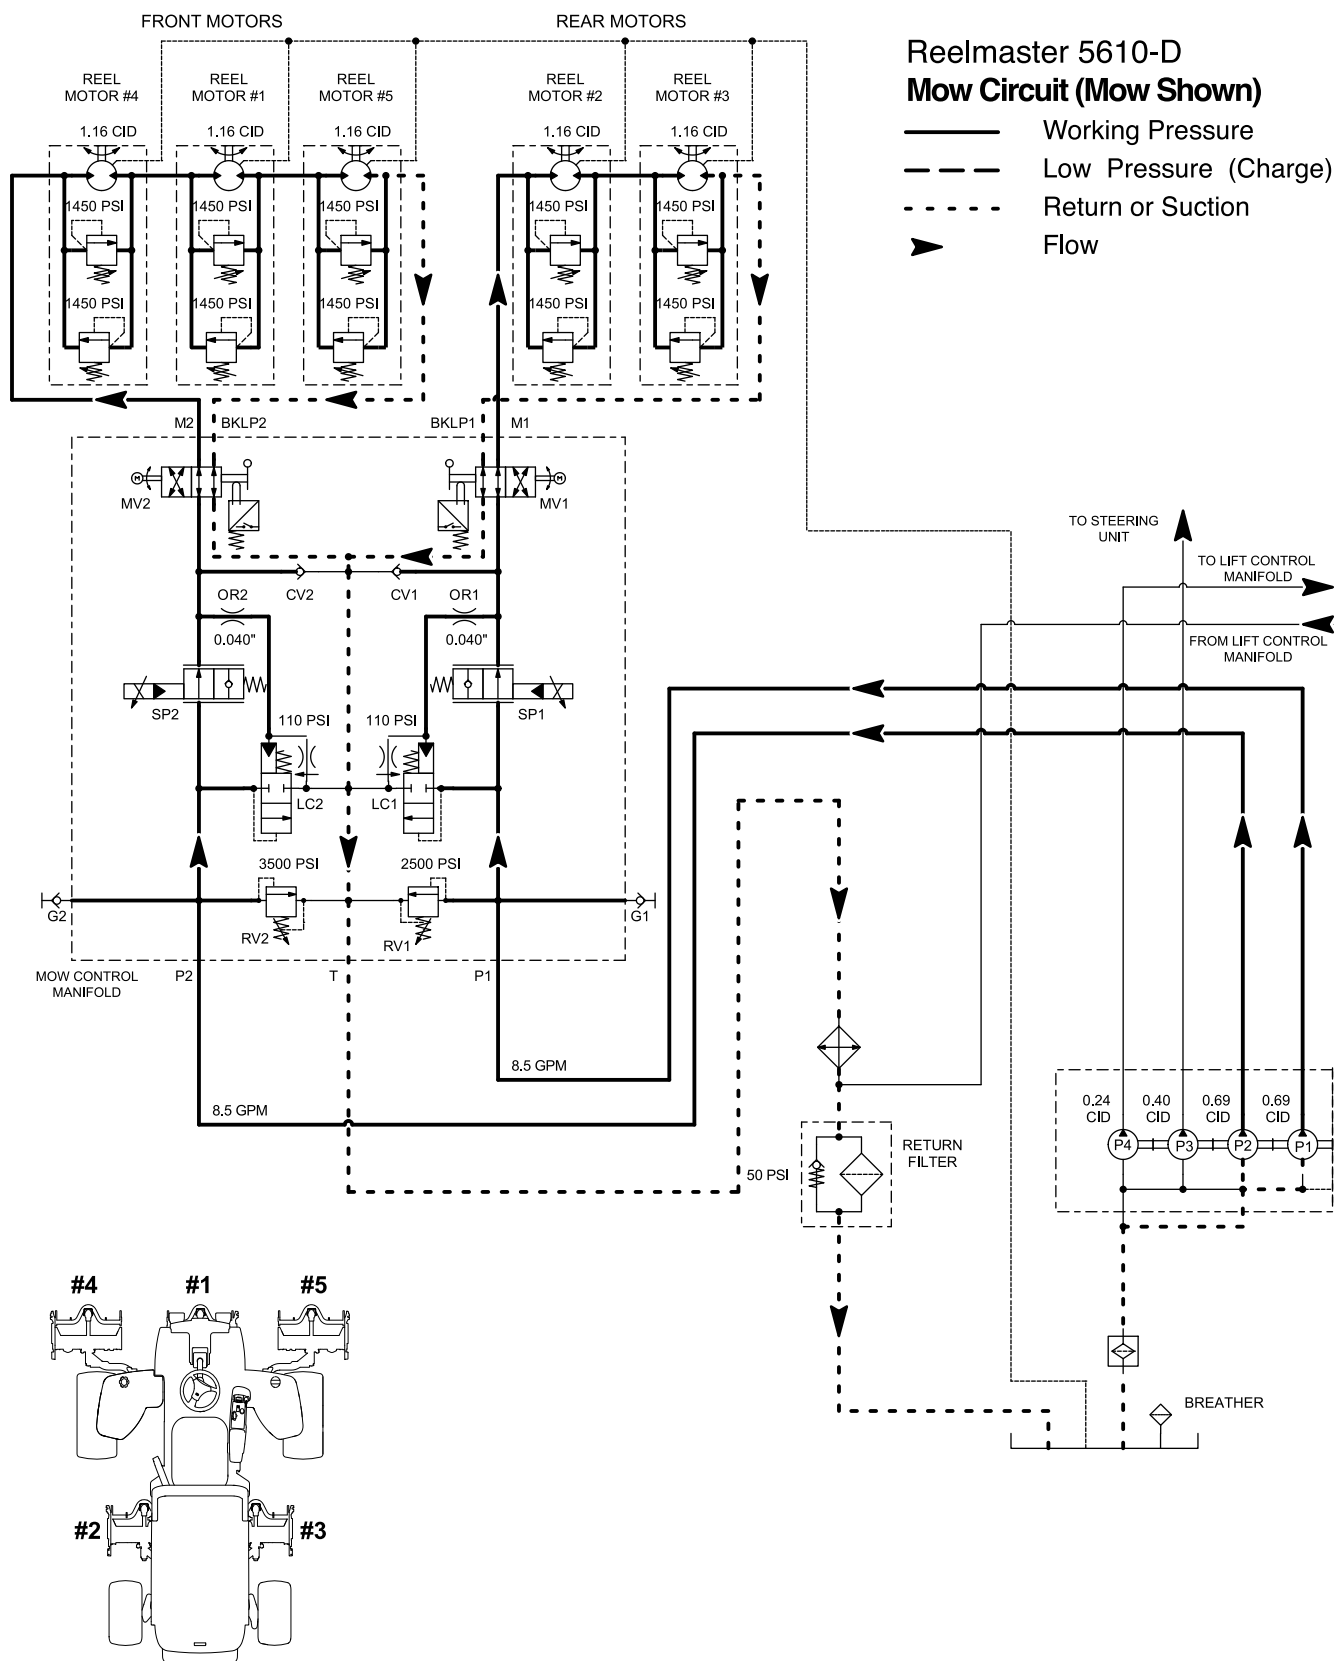 FRONT MOTORS
REAR MOTORS
Reelmaster 5610-D
Mow Circuit (Mow Shown)
Working Pressure
Low Pressure (Charge)
Return or Suction
Flow
REEL
MOTOR #4
REEL
MOTOR #1
REEL
MOTOR #5
REEL
MOTOR #2
REEL
MOTOR #3
1.16 CID
1.16 CID
1.16 CID
1.16 CID
1.16 CID
1450 PSI
1450 PSI
1450 PSI
1450 PSI
1450 PSI
1450 PSI
1450 PSI
1450 PSI
1450 PSI
1450 PSI
M2
BKLP2
BKLP1
M1
M
M
MV2
MV1
TO STEERING
UNIT
TO LIFT CONTROL
MANIFOLD
FROM LIFT CONTROL
MANIFOLD
CV2
CV1
OR2
OR1
0.040"
0.040"
SP2
SP1
110 PSI
110 PSI
LC2
LC1
3500 PSI
2500 PSI
G2
G1
RV2
RV1
MOW CONTROL
MANIFOLD
P2
T
P1
8.5 GPM
8.5 GPM
0.24
CID
0.40
CID
0.69
CID
0.69
CID
P4
P3
P2
P1
RETURN
FILTER
50 PSI
BREATHER
#4
#1
#5
#2
#3